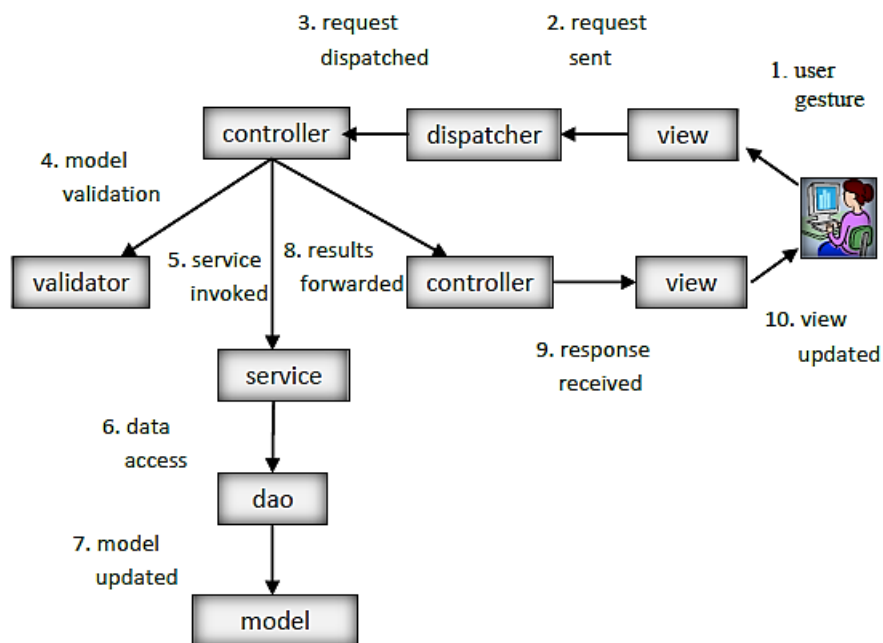 3. request
dispatched
2. request
sent
1. user
gesture
controller
dispatcher
view
4. model
validation
validator
5. service
invoked
8. results
forwarded
controller
view
10. view
updated
9. response
received
service
6. data
access
dao
7. model
updated
model